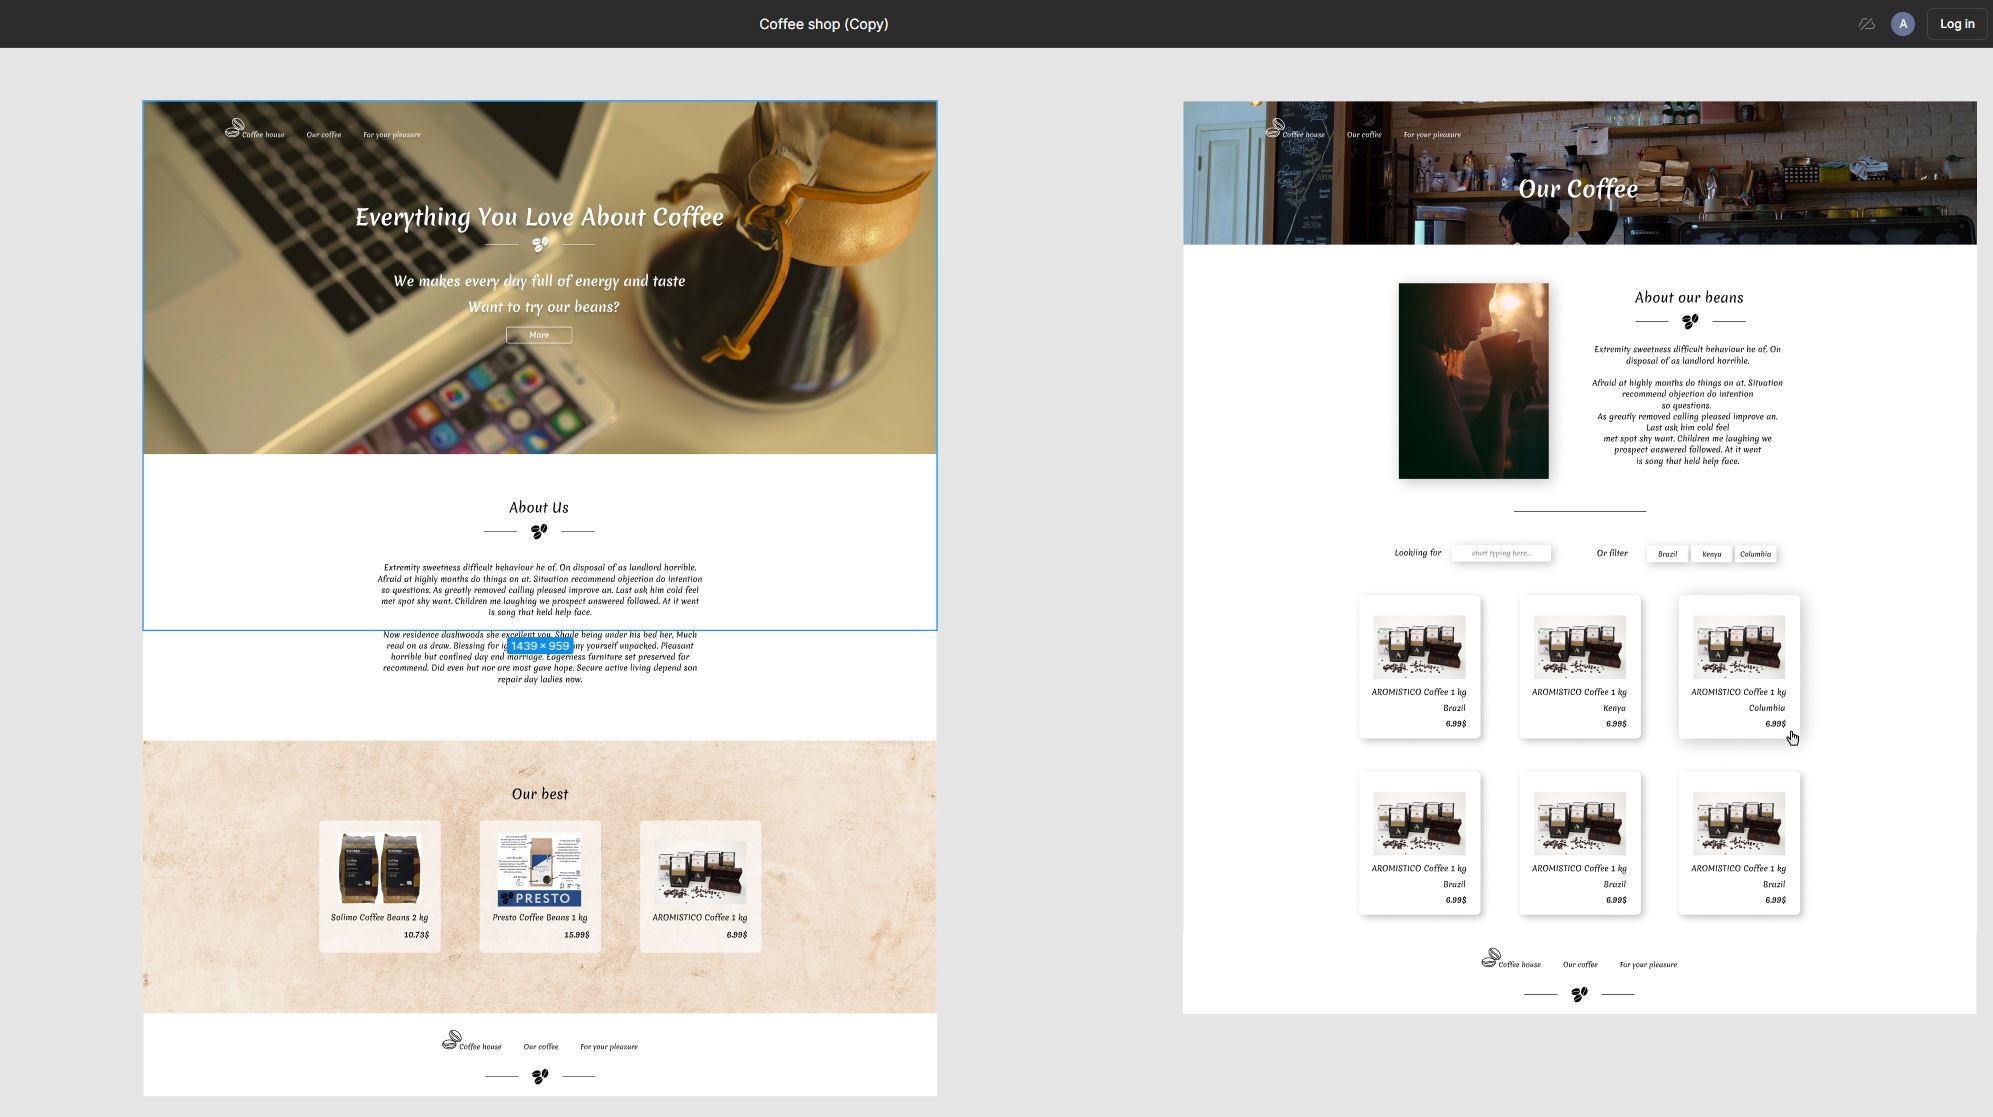 Coffee shop (Copy)
A
Log in
Coffee house
Our coffee
For your pleasure
Everything You Love About Coffee
We makes every day full of energy and taste
Want to try our beans?
More
About Us
Extremity sweetness difficult behaviour he of. On disposal of as landlord horrible.
Afraid at highly months do things on at. Situation recommend objection do intention
so questions. As greatly removed calling pleased improve an. Last ask him cold feel
met spot shy want. Children me laughing we prospect answered followed. At it went
is song that held help face.
Now residence dashwoods she excellent you. Shade being under his bed her, Much
read on as draw. Blessing for ny yourself unpacked. Pleasant
horrible but confined day end marriage. Eagerness furniture set preserved far
recommend. Did even but nor are most gave hope. Secure active living depend son
repair day ladies now.
1439 × 959
Our best
SOLIMO
SOLIMO
Solimo Coffee Beans 2 kg
10.73$
PRESTO
Presto Coffee Beans 1 kg
15.99$
AROMISTICO Coffee 1 kg
6.99$
Coffee house
Our coffee
For your pleasure
Coffee house
Our coffee
For your pleasure
Our Coffee
About our beans
Extremity sweetness difficult behaviour he of. On
disposal of as landlord horrible.
Afraid at highly months do things on at. Situation
recommend objection do intention
so questions.
As greatly removed calling pleased improve an.
Last ask him cold feel
met spot shy want. Children me laughing we
prospect answered followed. At it went
is song that held help face.
Lookiing for
start typing here...
Or filter
Brazil
Kenya
Columbia
AROMISTICO Coffee 1 kg
Brazil
6.99$
AROMISTICO Coffee 1 kg
Kenya
6.99$
AROMISTICO Coffee 1 kg
Columbia
6.99$
AROMISTICO Coffee 1 kg
Brazil
6.99$
AROMISTICO Coffee 1 kg
Brazil
6.99$
AROMISTICO Coffee 1 kg
Brazil
6.99$
Coffee house
Our coffee
For your pleasure